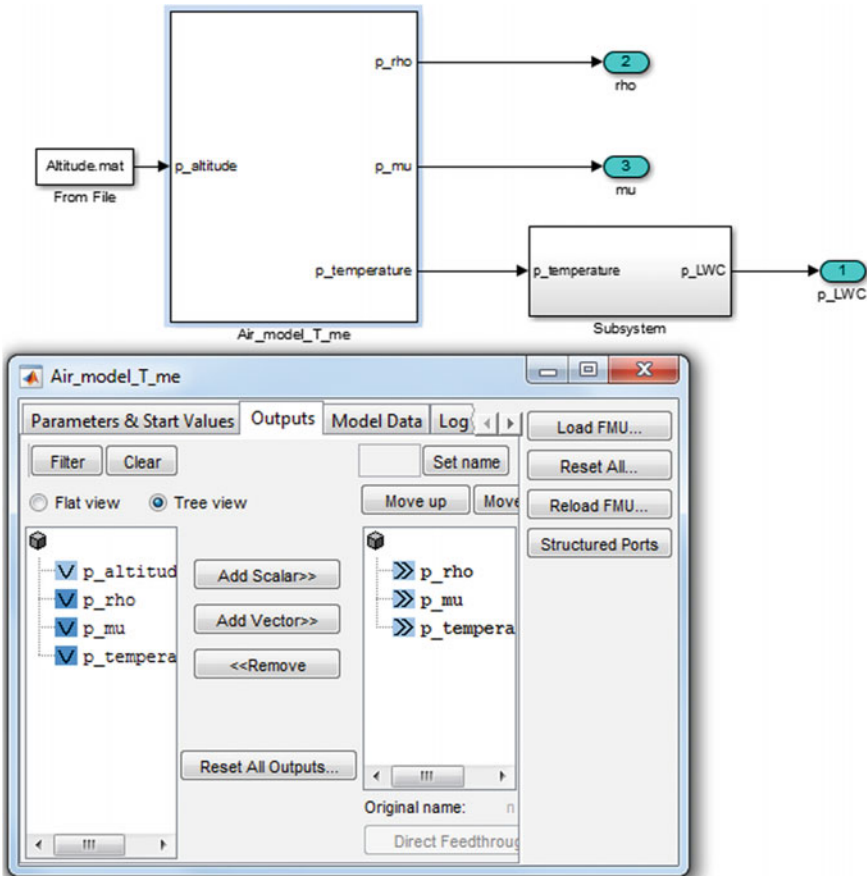 p_rho
2
rho
Altitude.mat
p_altitude
p_mu
3
From File
mu
p_temperature
p_temperature
p_LWC
1
p_LWC
Air_model_T_me
Subsystem
Air_model_T_me
Parameters & Start Values
Outputs
Model Data
Log
Load FMU...
Filter
Clear
Set name
Reset All...
Flat view
Tree view
Move up
Move
Reload FMU...
Structured Ports
p_altitud
p_rho
p_mu
p_tempera
Add Scalar>>
Add Vector>>
<<Remove
Reset All Outputs...
p_rho
p_mu
p_tempera
Original name:
n
Direct Feedthroug